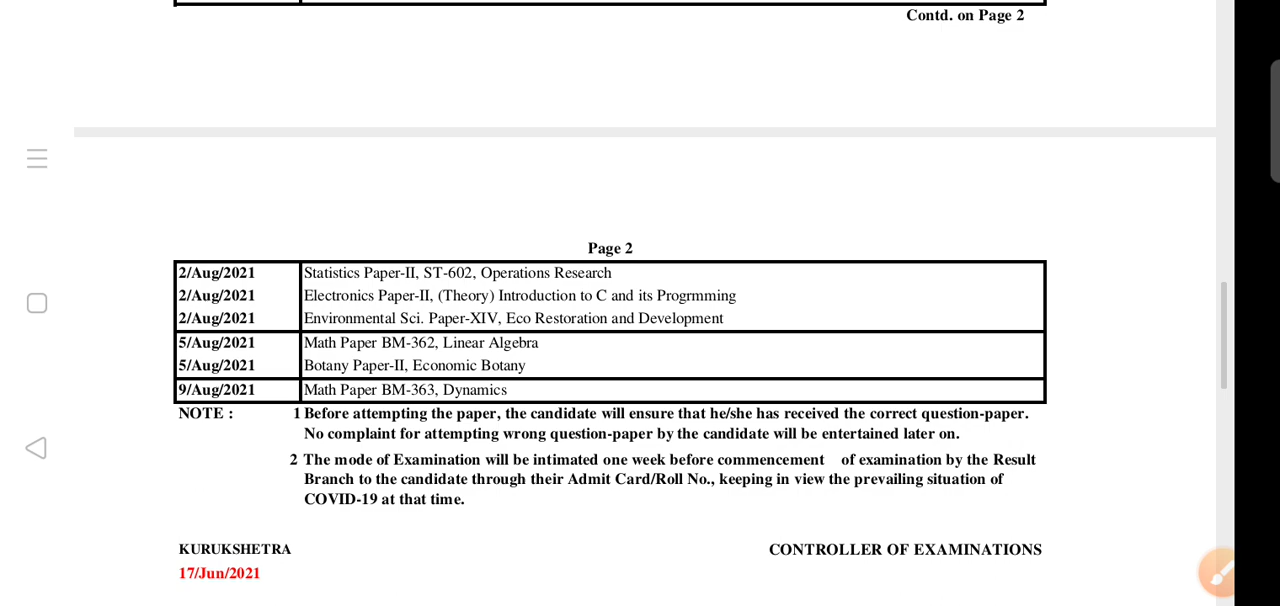 Contd. on Page 2
Page 2
2/Aug/2021 Statistics Paper-II, ST-602, Operations Research
2/Aug/2021 Electronics Paper-II, (Theory) Introduction to C and its Progrmming
2/Aug/2021 Environmental Sci. Paper-XIV, Eco Restoration and Development
5/Aug/2021 Math Paper BM-362, Linear Algebra
5/Aug/2021 Botany Paper-II, Economic Botany
9/Aug/2021 Math Paper BM-363, Dynamics
NOTE : 1 Before attempting the paper, the candidate will ensure that he/she has received the correct question-paper.
No complaint for attempting wrong question-paper by the candidate will be entertained later on.
2 The mode of Examination will be intimated one week before commencement of examination by the Result
Branch to the candidate through their Admit Card/Roll No., keeping in view the prevailing situation of
COVID-19 at that time.
KURUKSHETRA CONTROLLER OF EXAMINATIONS
17/Jun/2021